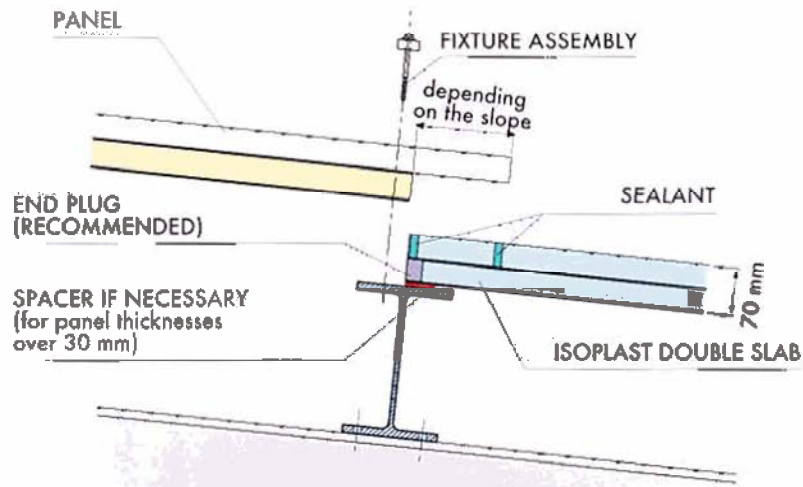 PANEL
FIXTURE ASSEMBLY
depending
on the slope
SEALANT
END PLUG
(RECOMMENDED)
SPACER IF NECESSARY
(for panel thicknesses
over 30 mm)
70 mm
ISOPLAST DOUBLE SLAB